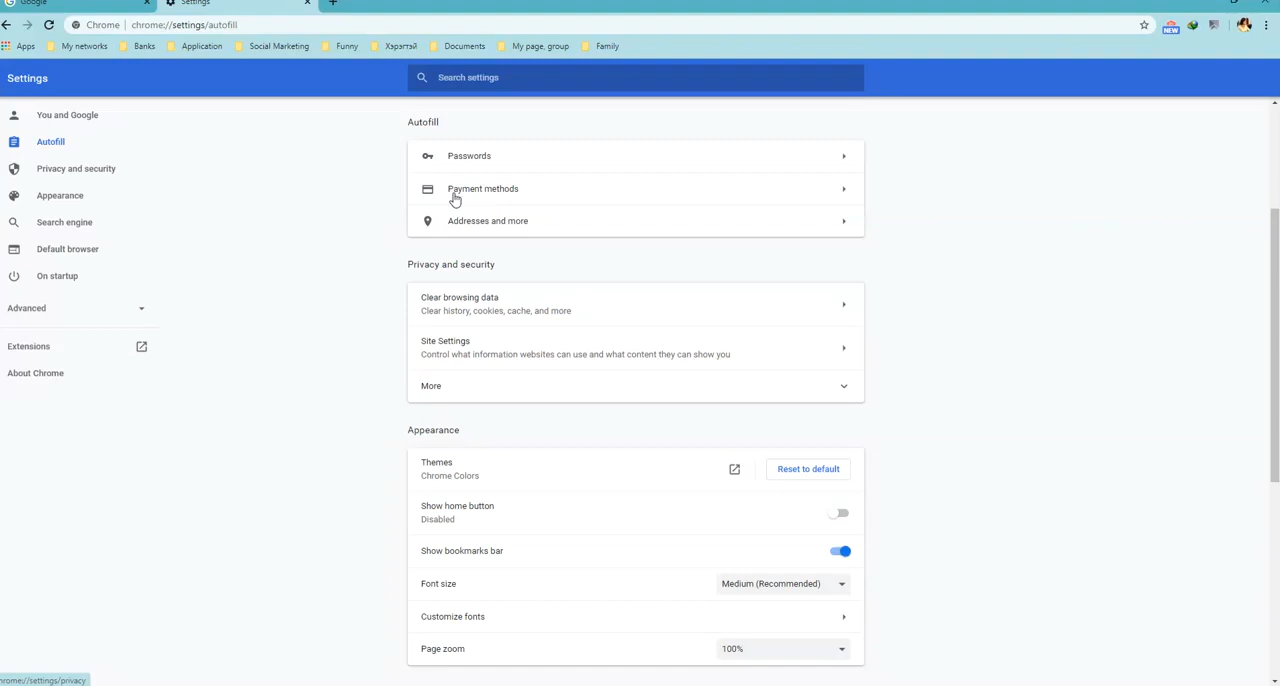 Google
Settings
Chrome | chrome://settings/autofill
NEW
Apps My networks Banks Application Social Marketing Funny Хэрэгтэй Documents My page, group Family
Settings
Search settings
You and Google
Autofill
Privacy and security
Appearance
Search engine
Default browser
On startup
Advanced
Extensions
About Chrome
Autofill
Passwords
Payment methods
Addresses and more
Privacy and security
Clear browsing data
Clear history, cookies, cache, and more
Site Settings
Control what information websites can use and what content they can show you
More
Appearance
Themes
Chrome Colors
Reset to default
Show home button
Disabled
Show bookmarks bar
Font size
Medium (Recommended)
Customize fonts
Page zoom
100%
hrome://settings/privacy